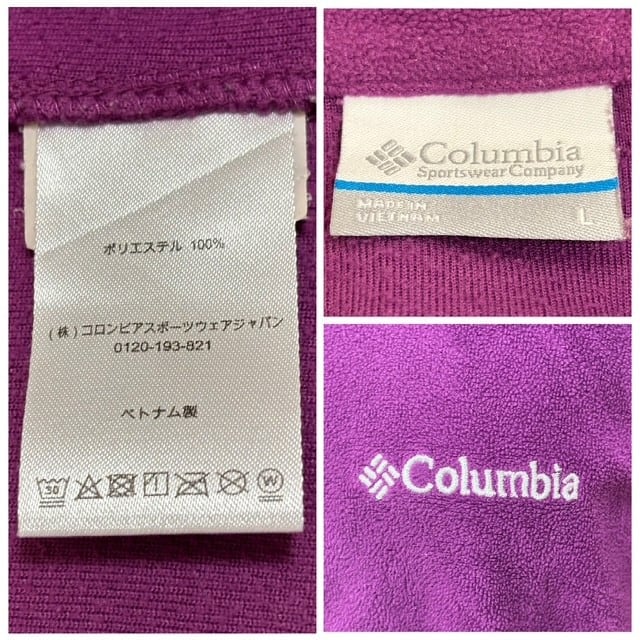 ポリエステル 100%
(株)コロンビアスポーツウェアジャパン
0120-193-821
ベトナム製
30
W
Columbia
Sportswear Company
MADE IN
VIETNAM
L
Columbia